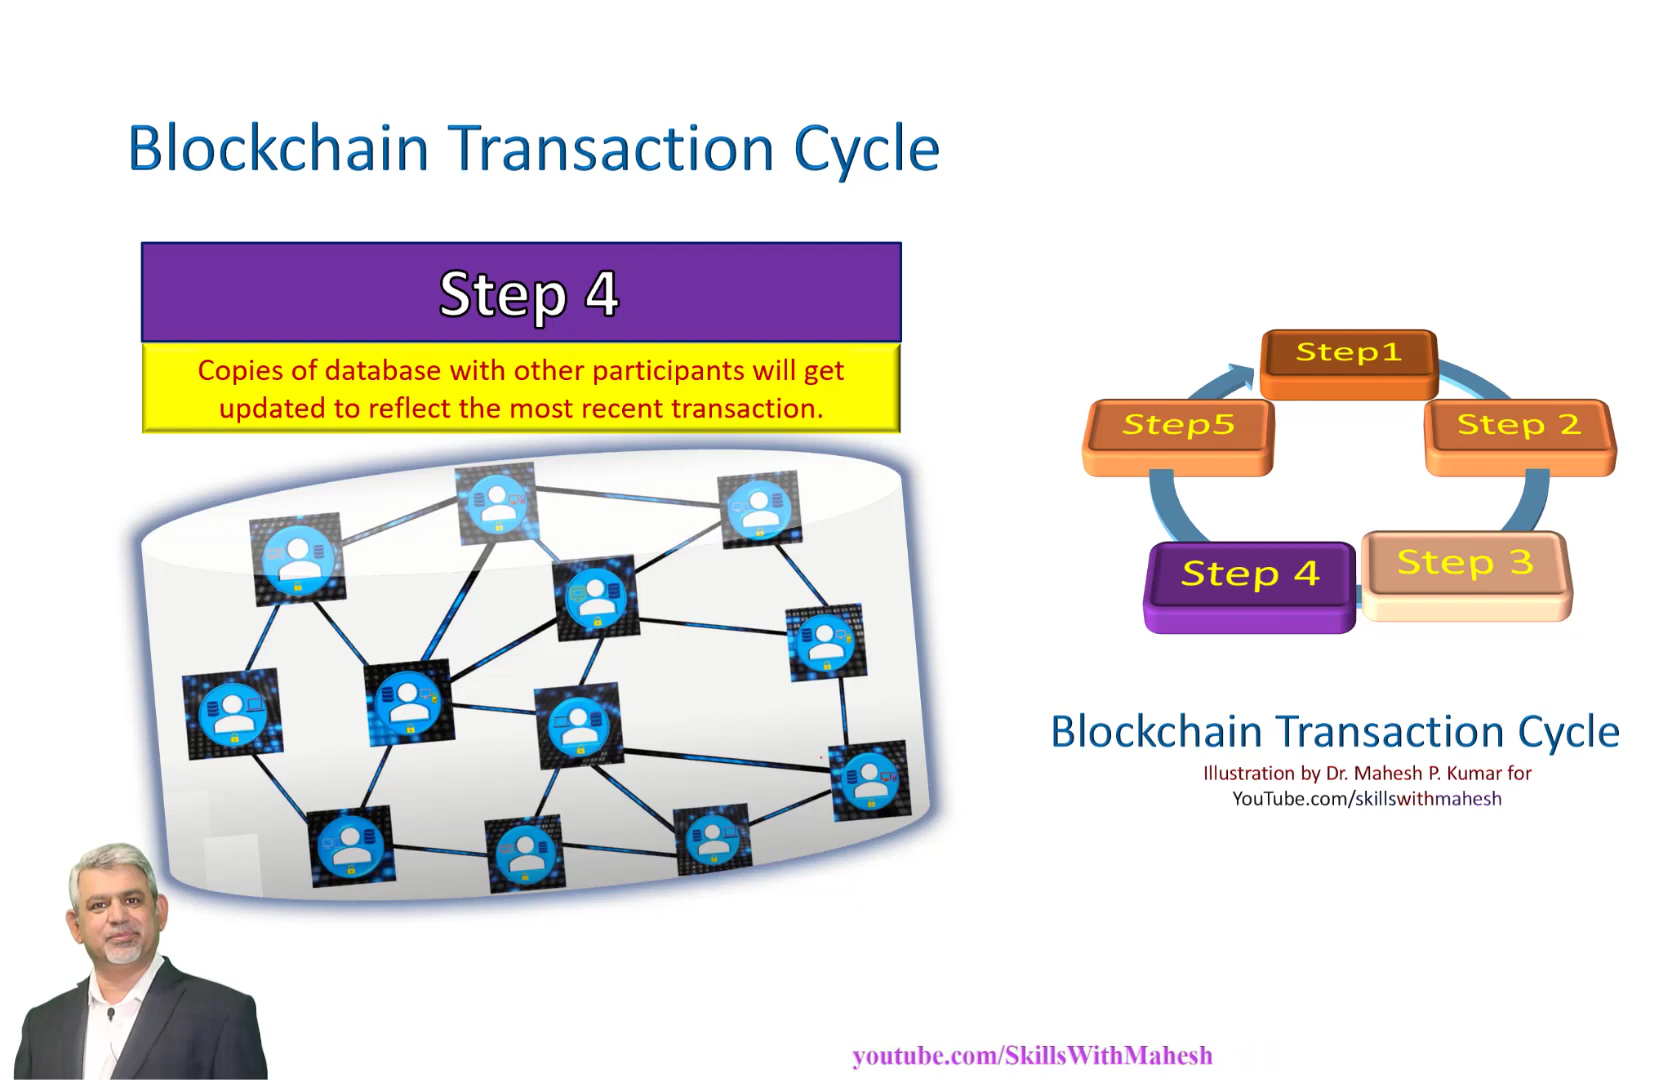 Blockchain Transaction Cycle
Step 4
Copies of database with other participants will get
updated to reflect the most recent transaction.
Step1
Step5
Step 2
Step 4
Step 3
Blockchain Transaction Cycle
Illustration by Dr. Mahesh P. Kumar for
YouTube.com/skillswithmahesh
youtube.com/SkillsWithMahesh